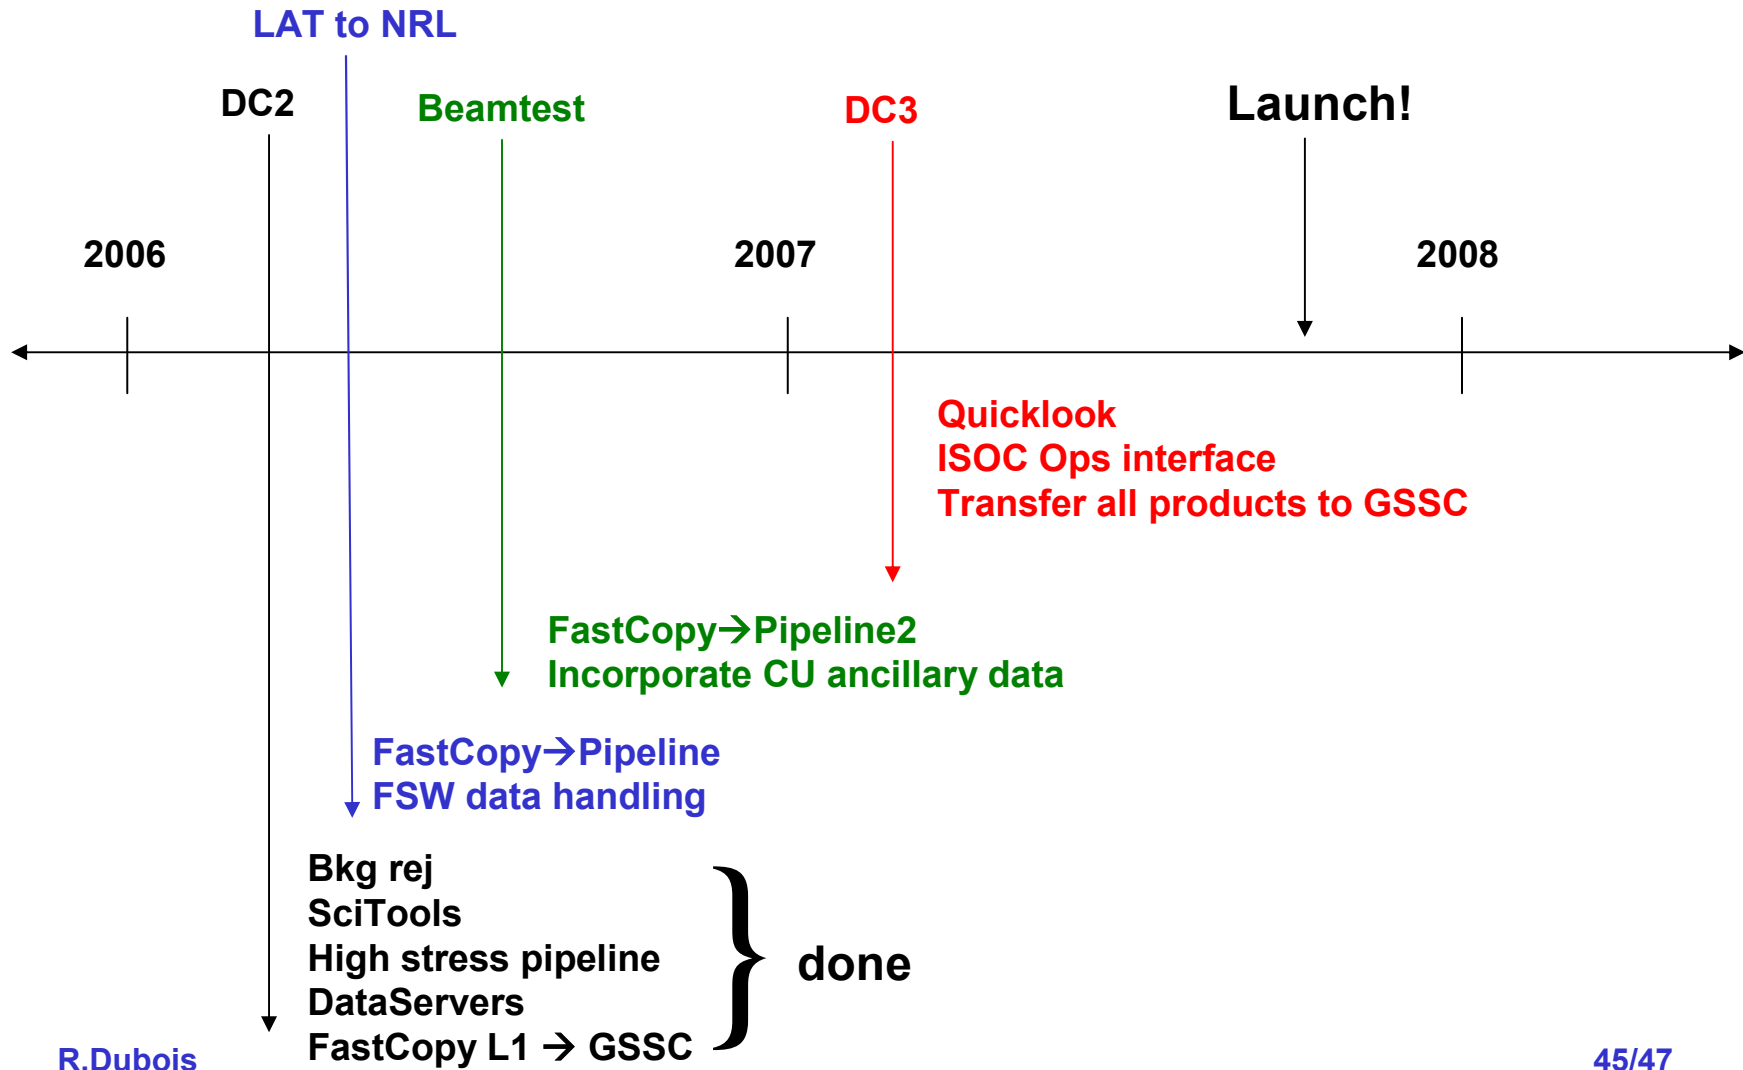 LAT to NRL
DC2
Beamtest
DC3
Launch!
2006
2007
2008
Quicklook
ISOC Ops interface
Transfer all products to GSSC
FastCopy→Pipeline2
Incorporate CU ancillary data
FastCopy→Pipeline
FSW data handling
Bkg rej
SciTools
High stress pipeline
DataServers
FastCopy L1 → GSSC
} done
R.Dubois
45/47